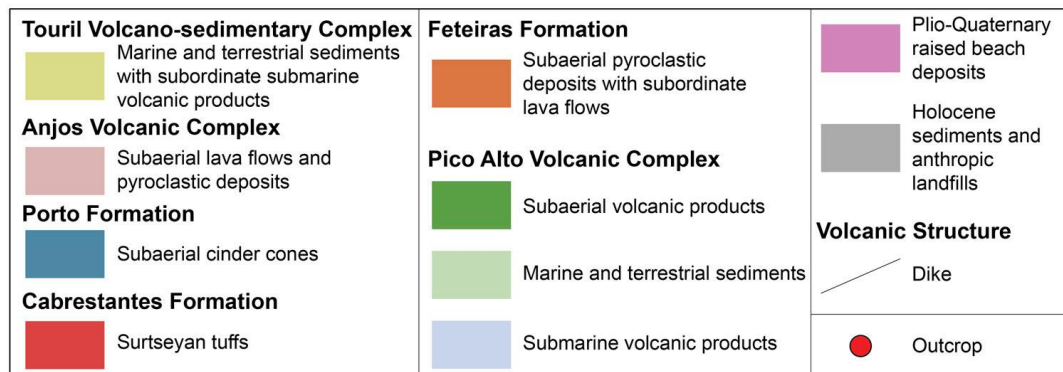 Touril Volcano-sedimentary Complex
Marine and terrestrial sediments
with subordinate submarine
volcanic products
Anjos Volcanic Complex
Subaerial lava flows and
pyroclastic deposits
Porto Formation
Subaerial cinder cones
Cabrestantes Formation
Surtseyan tuffs
Feteiras Formation
Subaerial pyroclastic
deposits with subordinate
lava flows
Pico Alto Volcanic Complex
Subaerial volcanic products
Marine and terrestrial sediments
Submarine volcanic products
Plio-Quaternary
raised beach
deposits
Holocene
sediments and
anthropic
landfills
Volcanic Structure
Dike
Outcrop